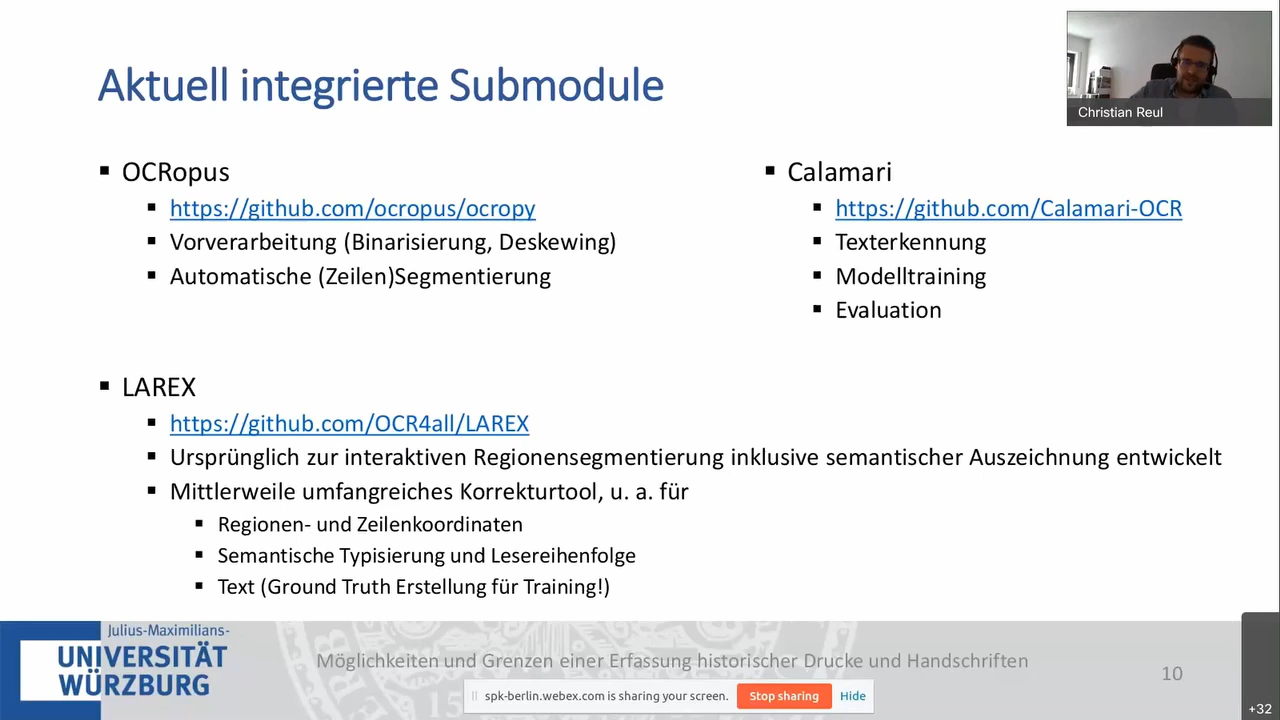 Aktuell integrierte Submodule
Christian Reul
OCRopus
https://github.com/ocropus/ocropy
Vorverarbeitung (Binarisierung, Deskewing)
Automatische (Zeilen)Segmentierung
Calamari
https://github.com/Calamari-OCR
Texterkennung
Modelltraining
Evaluation
LAREX
https://github.com/OCR4all/LAREX
Ursprünglich zur interaktiven Regionensegmentierung inklusive semantischer Auszeichnung entwickelt
Mittlerweile umfangreiches Korrekturtool, u. a. für
Regionen- und Zeilenkoordinaten
Semantische Typisierung und Lesereihenfolge
Text (Ground Truth Erstellung für Training!)
Julius-Maximilians-
UNIVERSITÄT
WÜRZBURG
Möglichkeiten und Grenzen einer Erfassung historischer Drucke und Handschriften
10
spk-berlin.webex.com is sharing your screen.
Stop sharing
Hide
+32